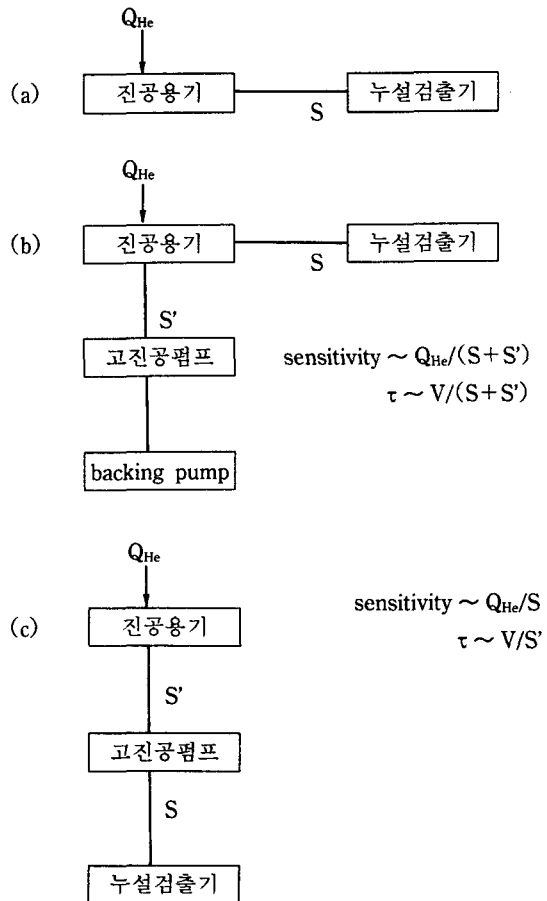 Q_He
(a) 진공용기 S 누설검출기
Q_He
(b) 진공용기 S 누설검출기
S'
고진공펌프 sensitivity ~ Q_He/(S+S')
τ ~ V/(S+S')
backing pump
Q_He
sensitivity ~ Q_He/S
(c) 진공용기
τ ~ V/S'
S'
고진공펌프
S
누설검출기